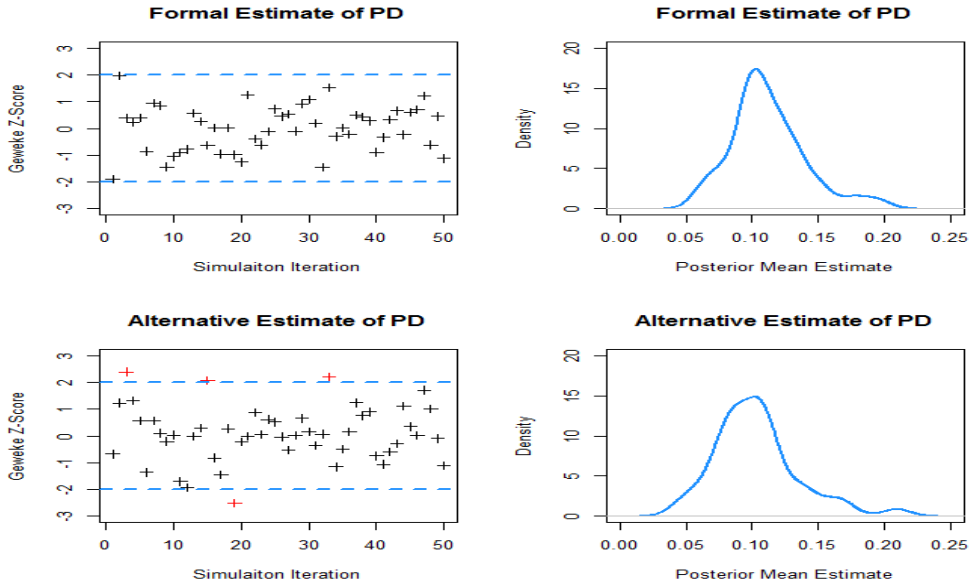 Formal Estimate of PD
Geweke Z-Score
3
2
1
0
-1
-2
-3
0 10 20 30 40 50
Simulaiton Iteration
Formal Estimate of PD
Density
20
15
10
5
0
0.00 0.05 0.10 0.15 0.20 0.25
Posterior Mean Estimate
Alternative Estimate of PD
Geweke Z-Score
3
2
1
0
-1
-2
-3
0 10 20 30 40 50
Simulaiton Iteration
Alternative Estimate of PD
Density
20
15
10
5
0
0.00 0.05 0.10 0.15 0.20 0.25
Posterior Mean Estimate